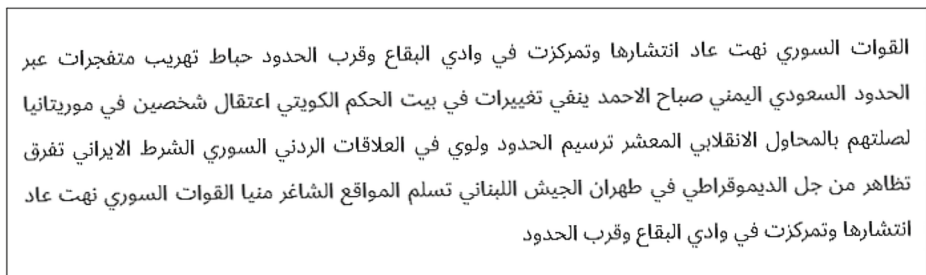 القوات السوري نهت عاد انتشارها وتمركزت في وادي البقاع وقرب الحدود حباط تهريب متفجرات عبر
الحدود السعودي اليمني صباح الاحمد ينفي تغييرات في بيت الحكم الكويتي اعتقال شخصين في موريتانيا
لصلتهم بالمحاول الانقلابي المعشر ترسيم الحدود ولوي في العلاقات الردني السوري الشرط الايراني تفرق
تظاهر من جل الديموقراطي في طهران الجيش اللبناني تسلم المواقع الشاغر منيا القوات السوري نهت عاد
انتشارها وتمركزت في وادي البقاع وقرب الحدود